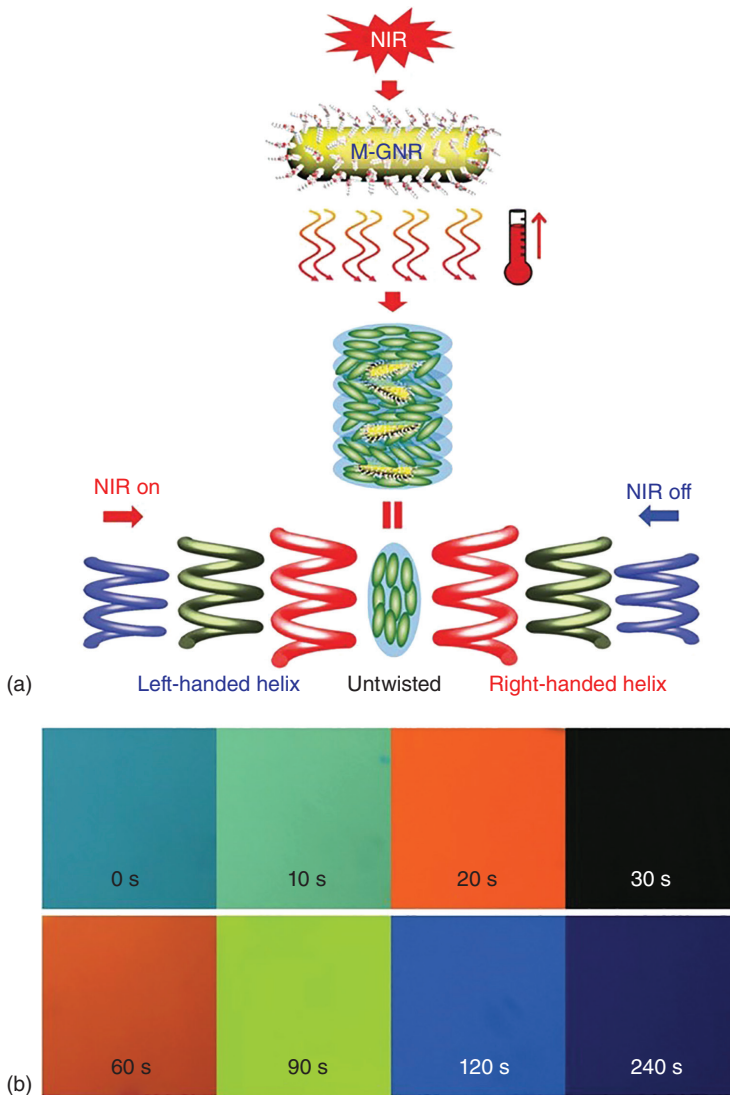 NIR
M-GNR
NIR on
NIR off
(a)
Left-handed helix
Untwisted
Right-handed helix
0 s
10 s
20 s
30 s
60 s
90 s
120 s
240 s
(b)